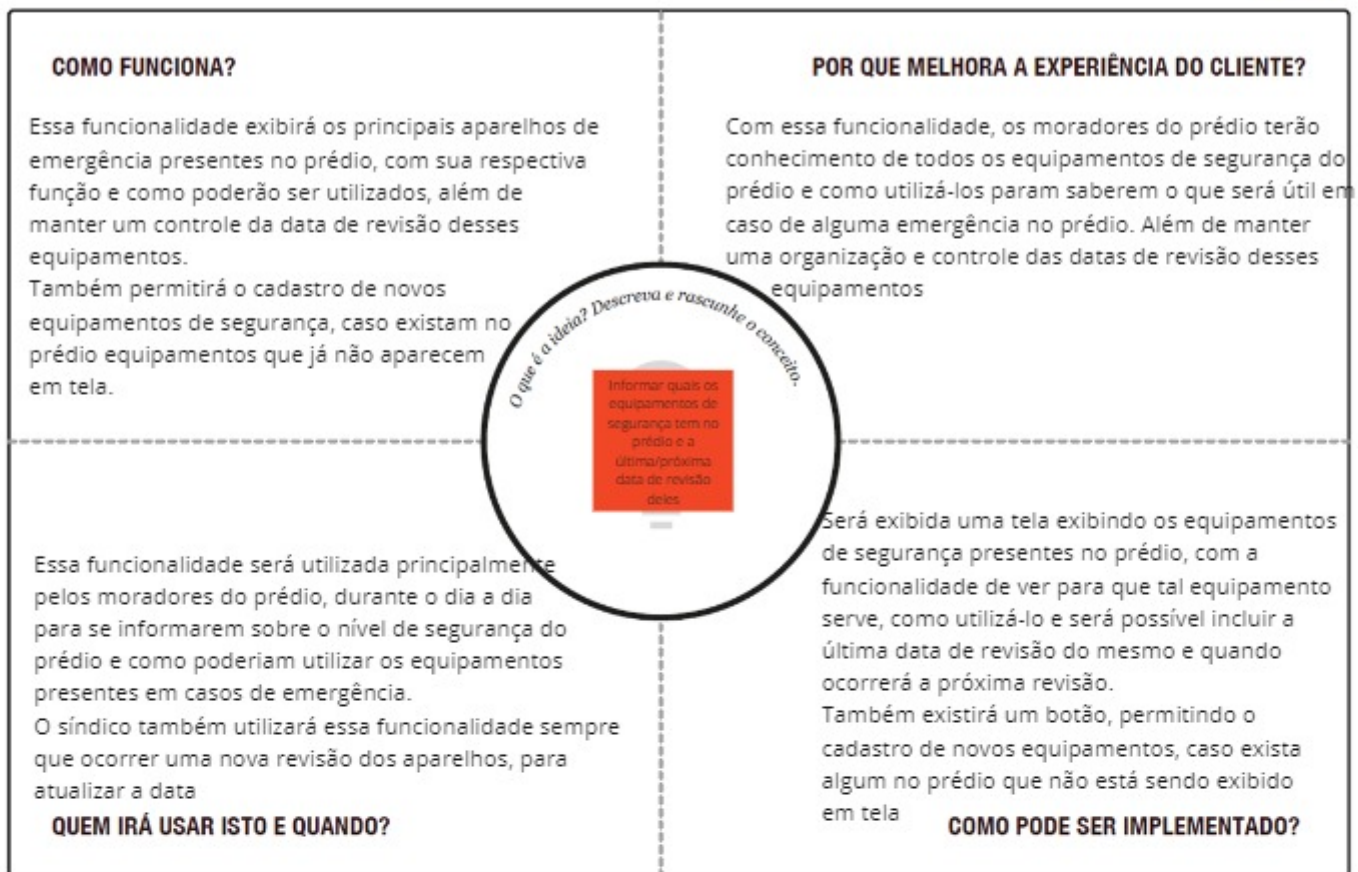 COMO FUNCIONA?
Essa funcionalidade exibirá os principais aparelhos de
emergência presentes no prédio, com sua respectiva
função e como poderão ser utilizados, além de
manter um controle da data de revisão desses
equipamentos.
Também permitirá o cadastro de novos
equipamentos de segurança, caso existam no
prédio equipamentos que já não aparecem
em tela.
POR QUE MELHORA A EXPERIÊNCIA DO CLIENTE?
Com essa funcionalidade, os moradores do prédio terão
conhecimento de todos os equipamentos de segurança do
prédio e como utilizá-los param saberem o que será útil em
caso de alguma emergência no prédio. Além de manter
uma organização e controle das datas de revisão desses
equipamentos
O que é a ideia? Descreva e rascunhe o conceito.
Informar quais os
equipamentos de
segurança tem no
prédio e a
última/próxima
data de revisão
deles
Essa funcionalidade será utilizada principalmente
pelos moradores do prédio, durante o dia a dia
para se informarem sobre o nível de segurança do
prédio e como poderiam utilizar os equipamentos
presentes em casos de emergência.
O síndico também utilizará essa funcionalidade sempre
que ocorrer uma nova revisão dos aparelhos, para
atualizar a data
QUEM IRÁ USAR ISTO E QUANDO?
Será exibida uma tela exibindo os equipamentos
de segurança presentes no prédio, com a
funcionalidade de ver para que tal equipamento
serve, como utilizá-lo e será possível incluir a
última data de revisão do mesmo e quando
ocorrerá a próxima revisão.
Também existirá um botão, permitindo o
cadastro de novos equipamentos, caso exista
algum no prédio que não está sendo exibido
em tela
COMO PODE SER IMPLEMENTADO?